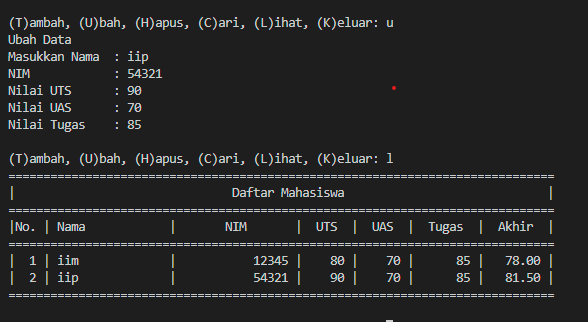 (T)ambah, (U)bah, (H)apus, (C)ari, (L)ihat, (K)eluar: u
Ubah Data
Masukkan Nama  : iip
NIM            : 54321
Nilai UTS      : 90
Nilai UAS      : 70
Nilai Tugas    : 85

(T)ambah, (U)bah, (H)apus, (C)ari, (L)ihat, (K)eluar: l
==============================================================================
|                               Daftar Mahasiswa                             |
==============================================================================
|No. | Nama            |       NIM       |  UTS  |  UAS  |  Tugas  |  Akhir  |
==============================================================================
|  1 | iim             |           12345 |    80 |    70 |      85 |   78.00 |
|  2 | iip             |           54321 |    90 |    70 |      85 |   81.50 |
==============================================================================